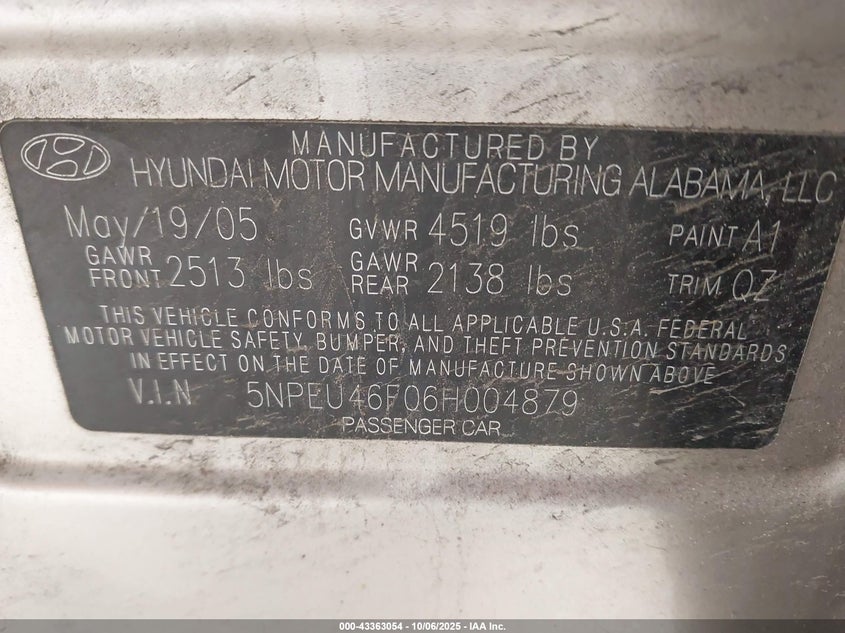 MANUFACTURED BY
HYUNDAI MOTOR MANUFACTURING ALABAMA, LLC
May/19/05 GVWR 4519 lbs PAINT A1
GAWR FRONT 2513 lbs GAWR REAR 2138 lbs TRIM QZ
THIS VEHICLE CONFORMS TO ALL APPLICABLE U.S.A. FEDERAL
MOTOR VEHICLE SAFETY, BUMPER, AND THEFT PREVENTION STANDARDS
IN EFFECT ON THE DATE OF MANUFACTURE SHOWN ABOVE
V.I.N 5NPEU46F06H004879
PASSENGER CAR
000-43363054 - 10/06/2025 - IAA Inc.